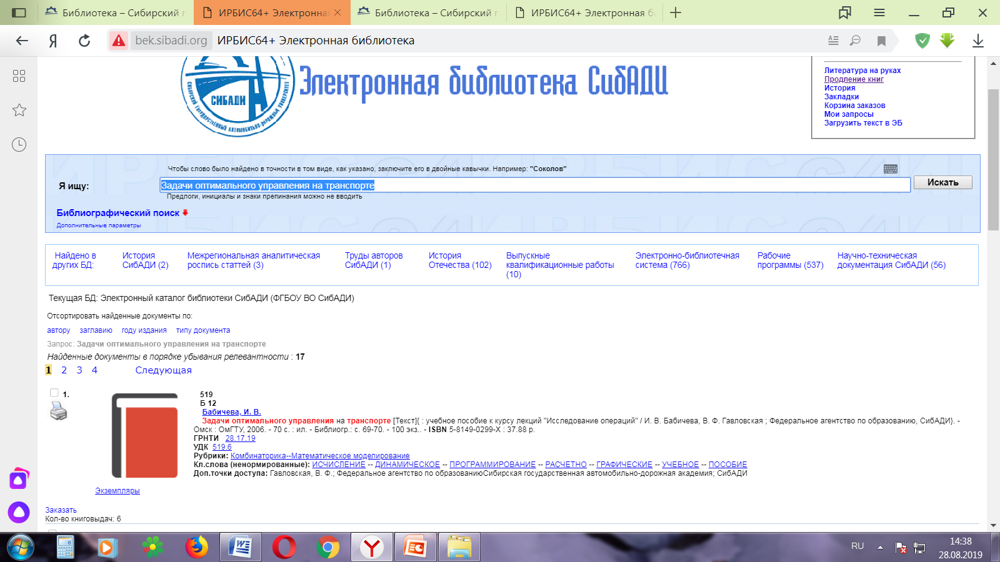 Библиотека – Сибирский г
ИРБИС64+ Электронная
Библиотека – Сибирский г
ИРБИС64+ Электронная б
Я
bek.sibadi.org
ИРБИС64+ Электронная библиотека
СИБАДИ
СИБИРСКИЙ ГОСУДАРСТВЕННЫЙ АВТОМОБИЛЬНО-ДОРОЖНЫЙ УНИВЕРСИТЕТ
Электронная библиотека СибАДИ
Литература на руках
Продление книг
История
Закладки
Корзина заказов
Мои запросы
Загрузить текст в ЭБ
Чтобы слово было найдено в точности в том виде, как указано, заключите его в двойные кавычки. Например: "Соколов"
Я ищу:
Задачи оптимального управления на транспорте
Искать
Предлоги, инициалы и знаки препинания можно не вводить
Библиографический поиск
Дополнительные параметры
Найдено в других БД:
История СибАДИ (2)
Межрегиональная аналитическая роспись статтей (3)
Труды авторов СибАДИ (1)
История Отечества (102)
Выпускные квалификационные работы (10)
Электронно-библиотечная система (766)
Рабочие программы (537)
Научно-техническая документация СибАДИ (56)
Текущая БД: Электронный каталог библиотеки СибАДИ (ФГБОУ ВО СибАДИ)
Отсортировать найденные документы по:
автору заглавию году издания типу документа
Запрос: Задачи оптимального управления на транспорте
Найденные документы в порядке убывания релевантности : 17
1 2 3 4 Следующая
1.
519
Б 12
Бабичева, И. В.
Задачи оптимального управления на транспорте [Текст]{ : учебное пособие к курсу лекций "Исследование операций" / И. В. Бабичева, В. Ф. Гавловская ; Федеральное агентство по образованию, СибАДИ}. -
Омск : ОмГТУ, 2006. - 70 с. : ил. - Библиогр.: с. 69-70. - 100 экз.. - ISBN 5-8149-0299-X : 37.88 р.
ГРНТИ 28.17.19
УДК 519.6
Рубрики: Комбинаторика--Математическое моделирование
Кл.слова (ненормированные): ИСЧИСЛЕНИЕ -- ДИНАМИЧЕСКОЕ -- ПРОГРАММИРОВАНИЕ -- РАСЧЕТНО -- ГРАФИЧЕСКИЕ -- УЧЕБНОЕ -- ПОСОБИЕ
Доп.точки доступа: Гавловская, В. Ф.; Федеральное агентство по образованиюСибирская государственная автомобильно-дорожная академия; СибАДИ
Экземпляры
Заказать
Кол-во книговыдач: 6
RU
14:38
28.08.2019